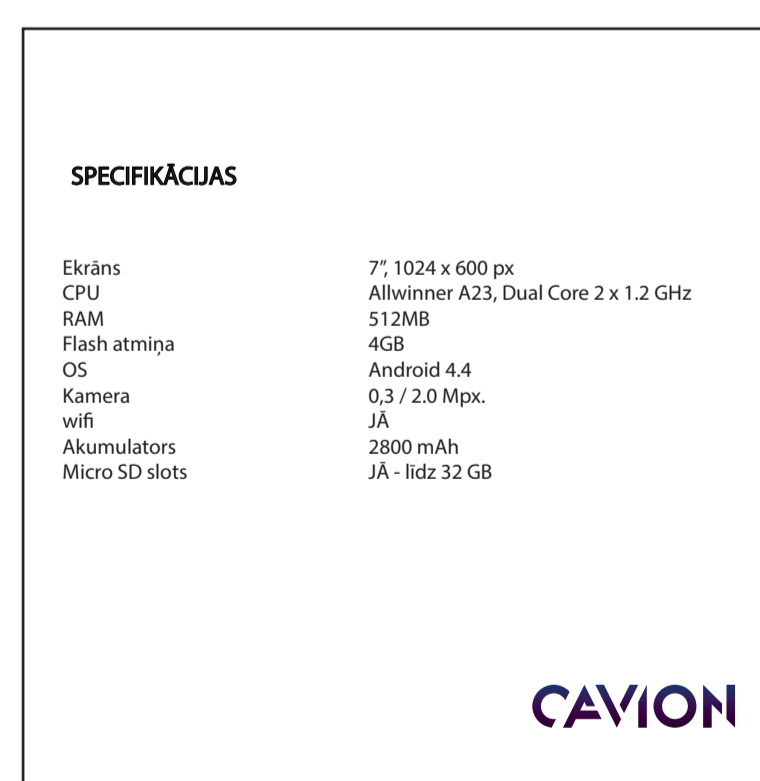 SPECIFIKĀCIJAS
Ekrāns 7”, 1024 x 600 px
CPU Allwinner A23, Dual Core 2 x 1.2 GHz
RAM 512MB
Flash atmiņa 4GB
OS Android 4.4
Kamera 0,3 / 2.0 Mpx.
wifi JĀ
Akumulators 2800 mAh
Micro SD slots JĀ - līdz 32 GB
CAVION